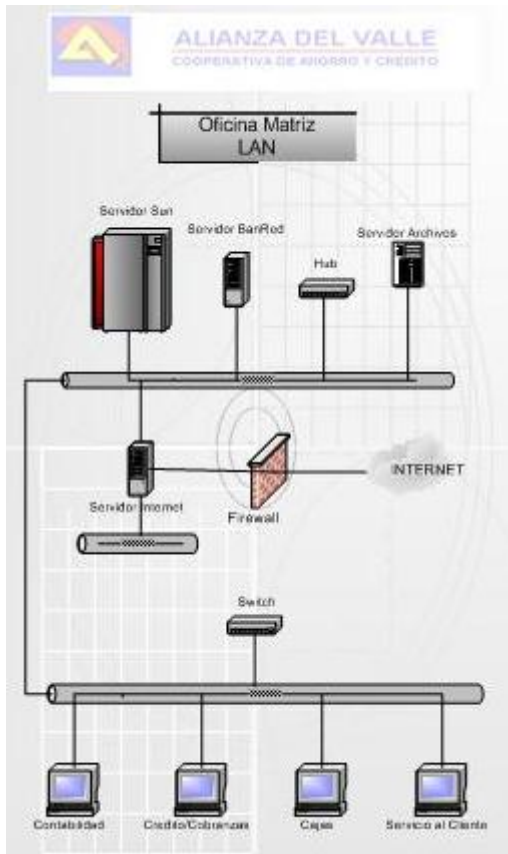 ALIANZA DEL VALLE
COOPERATIVA DE AHORRO Y CREDITO
Oficina Matriz
LAN
Servidor Sun
Servidor BanRed
Hub
Servidor Archivos
Servidor Internet
Firewall
INTERNET
Switch
Contabilidad
Credito/Cobranzas
Cajas
Servicio al Cliente